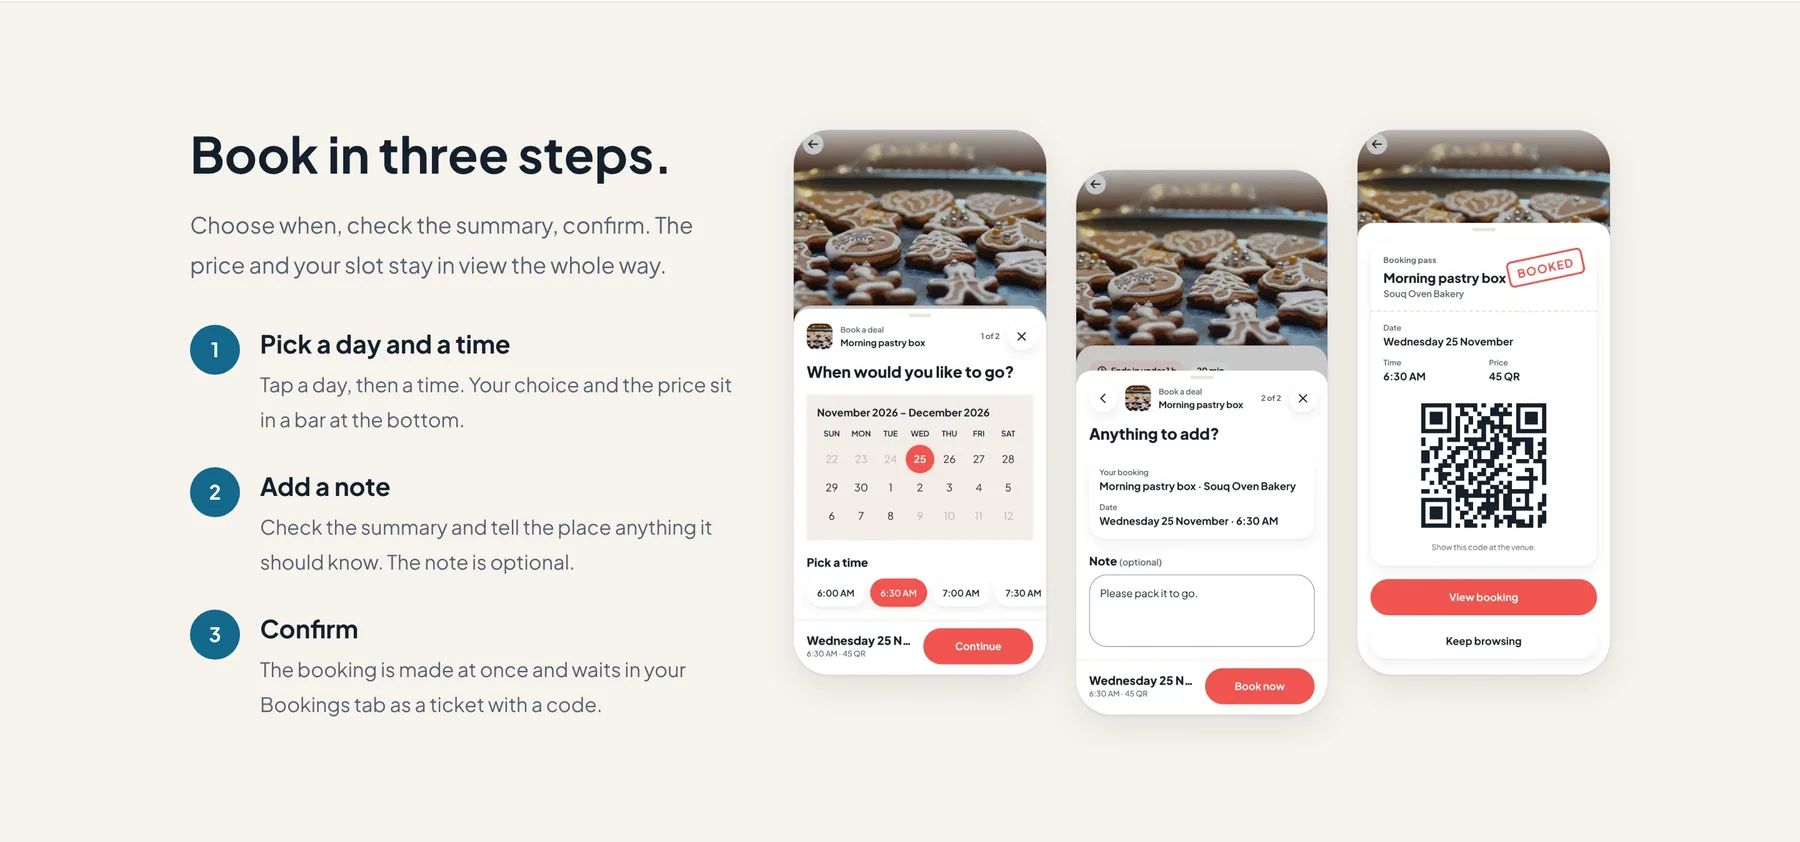 Book in three steps.
Choose when, check the summary, confirm. The
price and your slot stay in view the whole way.
1
Pick a day and a time
Tap a day, then a time. Your choice and the price sit
in a bar at the bottom.
2
Add a note
Check the summary and tell the place anything it
should know. The note is optional.
3
Confirm
The booking is made at once and waits in your
Bookings tab as a ticket with a code.
Book a deal
Morning pastry box
1 of 2
When would you like to go?
November 2026 – December 2026
SUN MON TUE WED THU FRI SAT
22 23 24 25 26 27 28
29 30 1 2 3 4 5
6 7 8 9 10 11 12
Pick a time
6:00 AM 6:30 AM 7:00 AM 7:30 AM
Wednesday 25 N...
6:30 AM · 45 QR
Continue
Ends in under 1 h 20 min
Book a deal
Morning pastry box
2 of 2
Anything to add?
Your booking
Morning pastry box · Souq Oven Bakery
Date
Wednesday 25 November · 6:30 AM
Note (optional)
Please pack it to go.
Wednesday 25 N...
6:30 AM · 45 QR
Book now
Booking pass
Morning pastry box
BOOKED
Souq Oven Bakery
Date
Wednesday 25 November
Time Price
6:30 AM 45 QR
Show this code at the venue.
View booking
Keep browsing